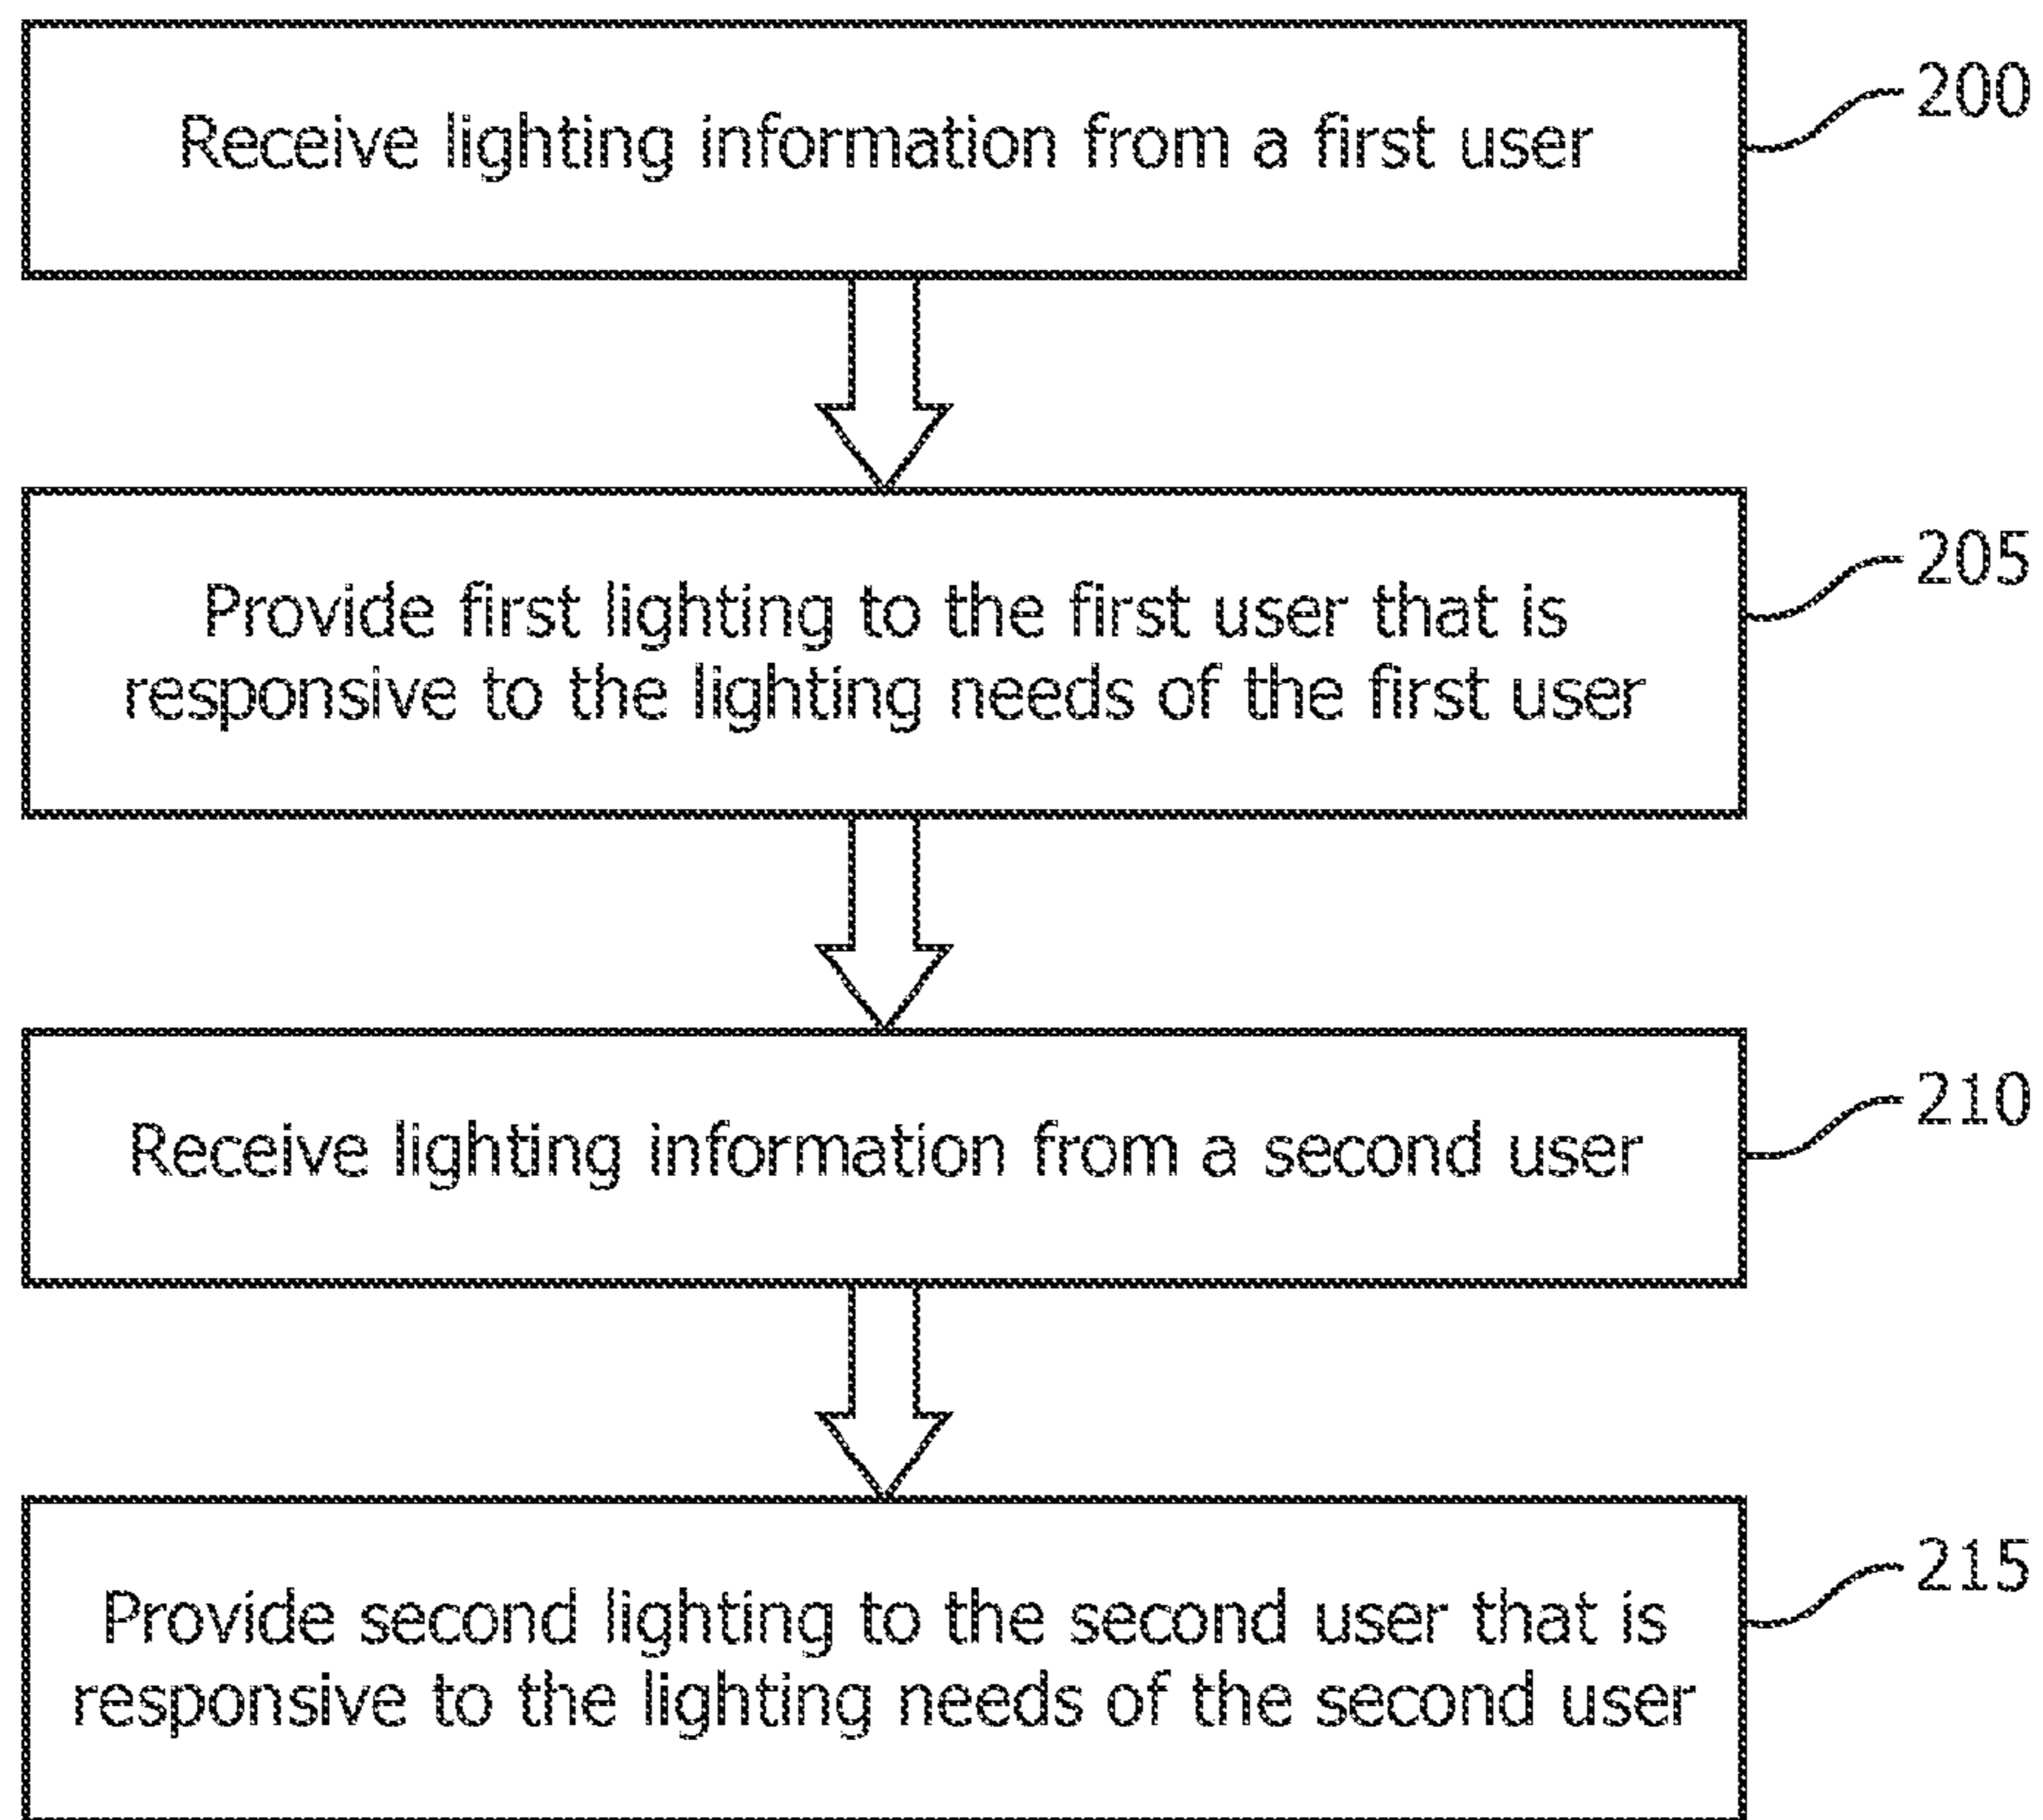 Receive lighting information from a first user
200
Provide first lighting to the first user that is
responsive to the lighting needs of the first user
205
Receive lighting information from a second user
210
Provide second lighting to the second user that is
responsive to the lighting needs of the second user
215